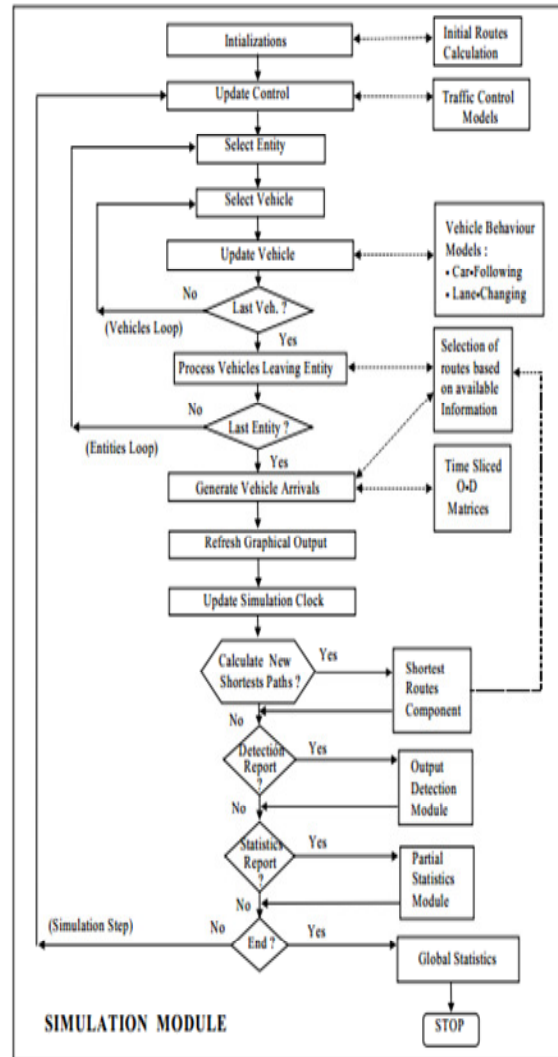 Intializations
Initial Routes
Calculation
Update Control
Traffic Control
Models
Select Entity
Select Vehicle
Update Vehicle
Vehicle Behaviour
Models :
▪ Car▪Following
▪ Lane▪Changing
No
Last Veh. ?
(Vehicles Loop)
Yes
Process Vehicles Leaving Entity
Selection of
routes based
on available
Information
No
Last Entity ?
(Entities Loop)
Yes
Generate Vehicle Arrivals
Time Sliced
O▪D
Matrices
Refresh Graphical Output
Update Simulation Clock
Calculate New
Shortests Paths ?
Yes
Shortest
Routes
Component
No
Detection
Report
?
Yes
Output
Detection
Module
No
Statistics
Report
?
Yes
Partial
Statistics
Module
No
(Simulation Step)
No
End ?
Yes
Global Statistics
SIMULATION MODULE
STOP